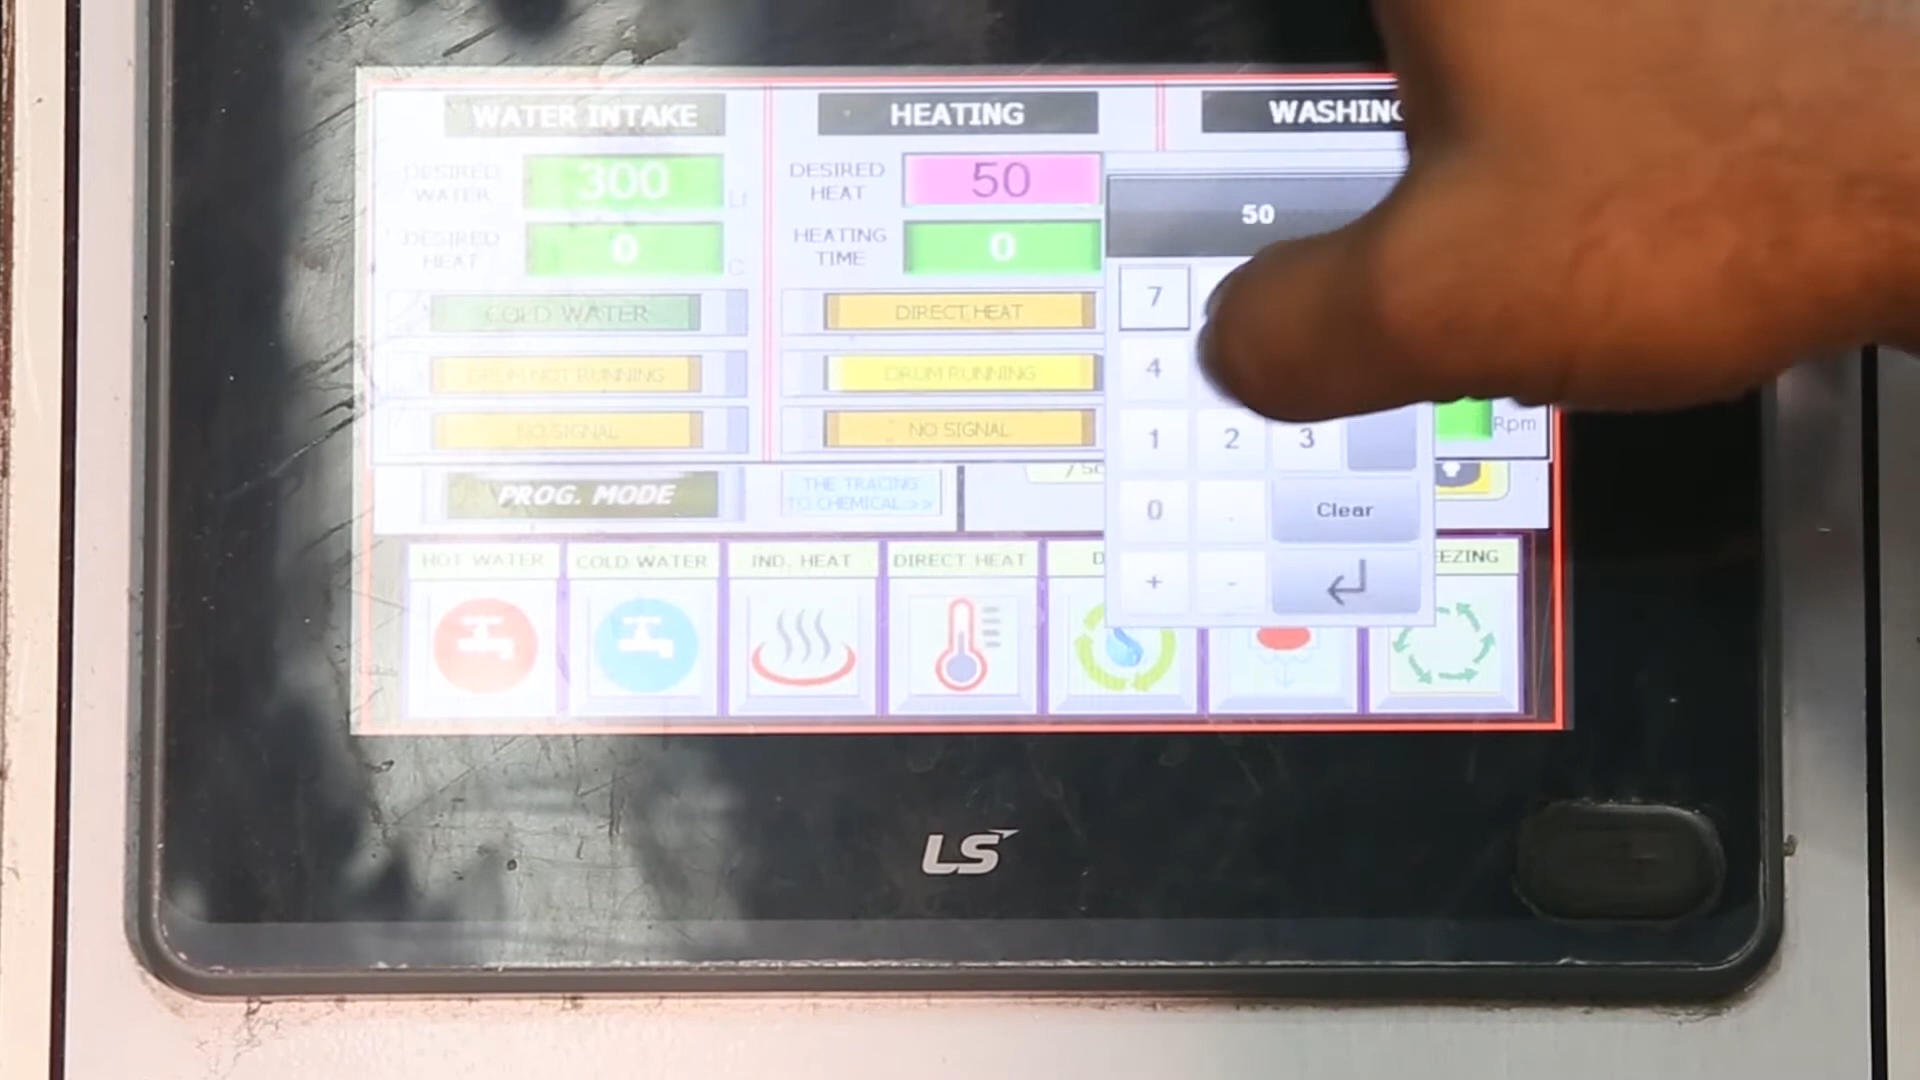 WATER INTAKE
HEATING
WASHING
DESIRED
WATER
300
Lt
DESIRED
HEAT
50
50
DESIRED
HEAT
0
C
HEATING
TIME
0
7
COLD WATER
DIRECT HEAT
4
DRUM NOT RUNNING
DRUM RUNNING
NO SIGNAL
NO SIGNAL
1
2
3
Rpm
PROG. MODE
THE TRACING
TO CHEMICAL >>
0
.
Clear
+
-
HOT WATER
COLD WATER
IND. HEAT
DIRECT HEAT
D
EZING
LS